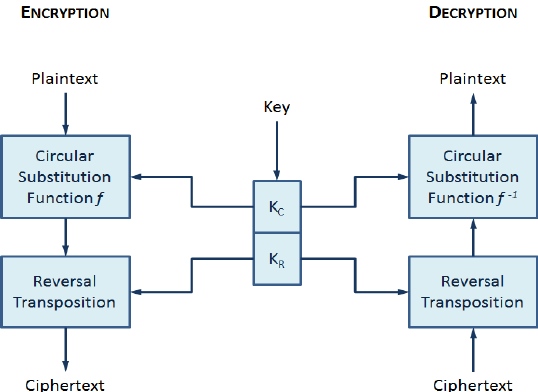 ENCRYPTION
DECRYPTION
Plaintext
Plaintext
Key
Circular
Substitution
Function f
K_C
Circular
Substitution
Function f⁻¹
K_R
Reversal
Transposition
Reversal
Transposition
Ciphertext
Ciphertext